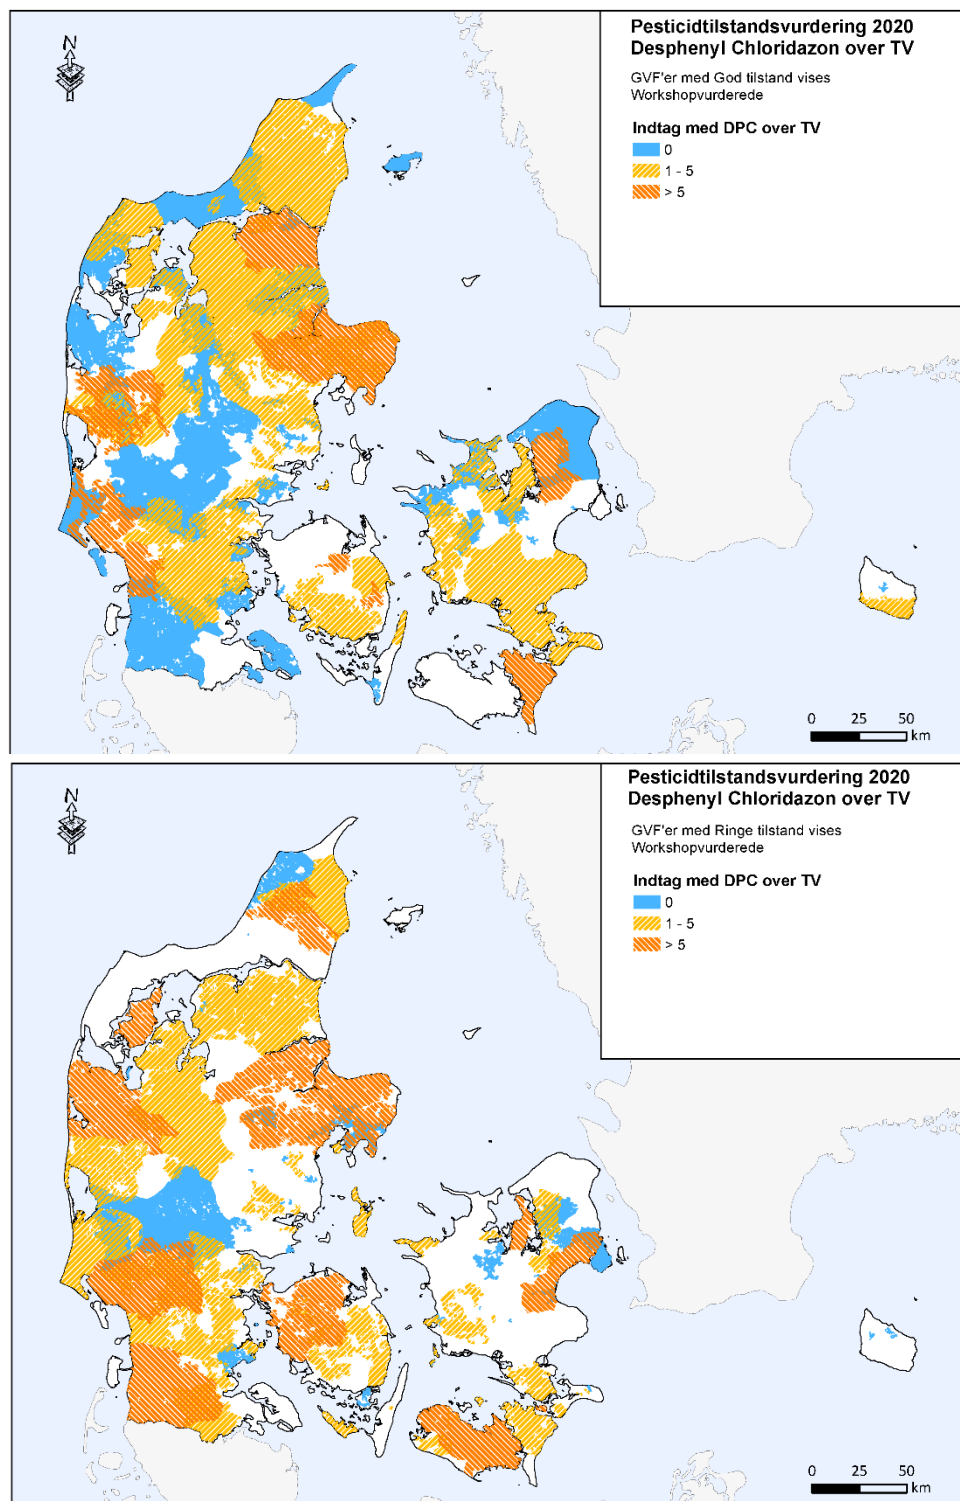 N
Pesticidtilstandsvurdering 2020
Desphenyl Chloridazon over TV
GVF'er med God tilstand vises
Workshopvurderede
Indtag med DPC over TV
0
1 - 5
> 5
0 25 50
km
N
Pesticidtilstandsvurdering 2020
Desphenyl Chloridazon over TV
GVF'er med Ringe tilstand vises
Workshopvurderede
Indtag med DPC over TV
0
1 - 5
> 5
0 25 50
km